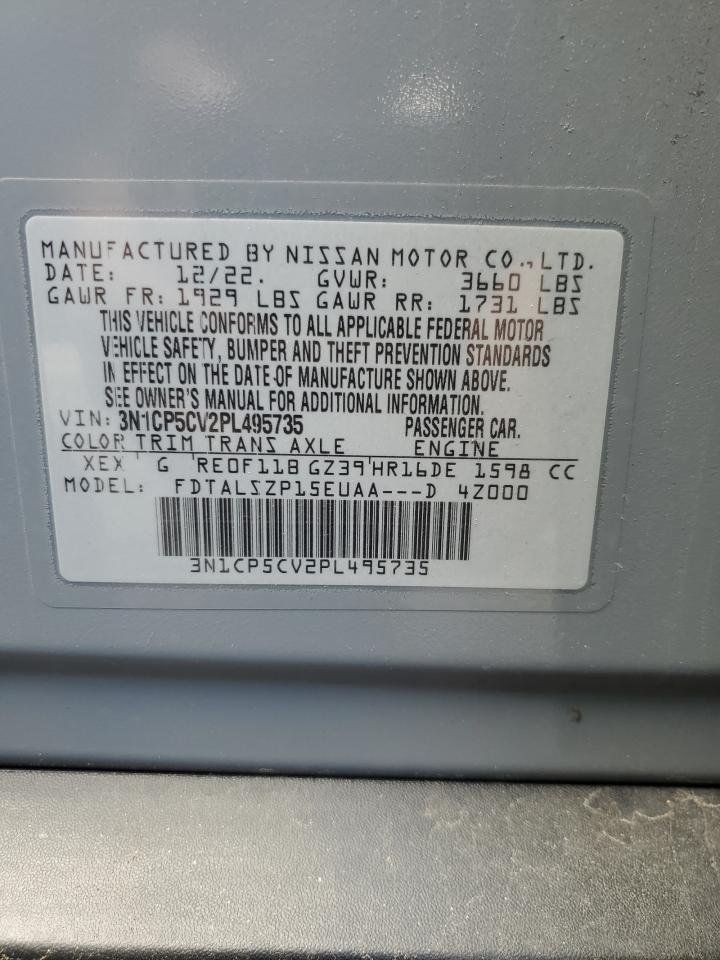 MANUFACTURED BY NISSAN MOTOR CO., LTD.
DATE: 12/22. GVWR: 3660 LBS
GAWR FR: 1929 LBS GAWR RR: 1731 LBS
THIS VEHICLE CONFORMS TO ALL APPLICABLE FEDERAL MOTOR
VEHICLE SAFETY, BUMPER AND THEFT PREVENTION STANDARDS
IN EFFECT ON THE DATE OF MANUFACTURE SHOWN ABOVE.
SEE OWNER'S MANUAL FOR ADDITIONAL INFORMATION.
VIN: 3N1CP5CV2PL495735 PASSENGER CAR.
COLOR TRIM TRANS AXLE ENGINE
XEX G RE0F11B GZ39 HR16DE 1598 CC
MODEL: FDTALSZP15EUAA---D 4Z000
3N1CP5CV2PL495735